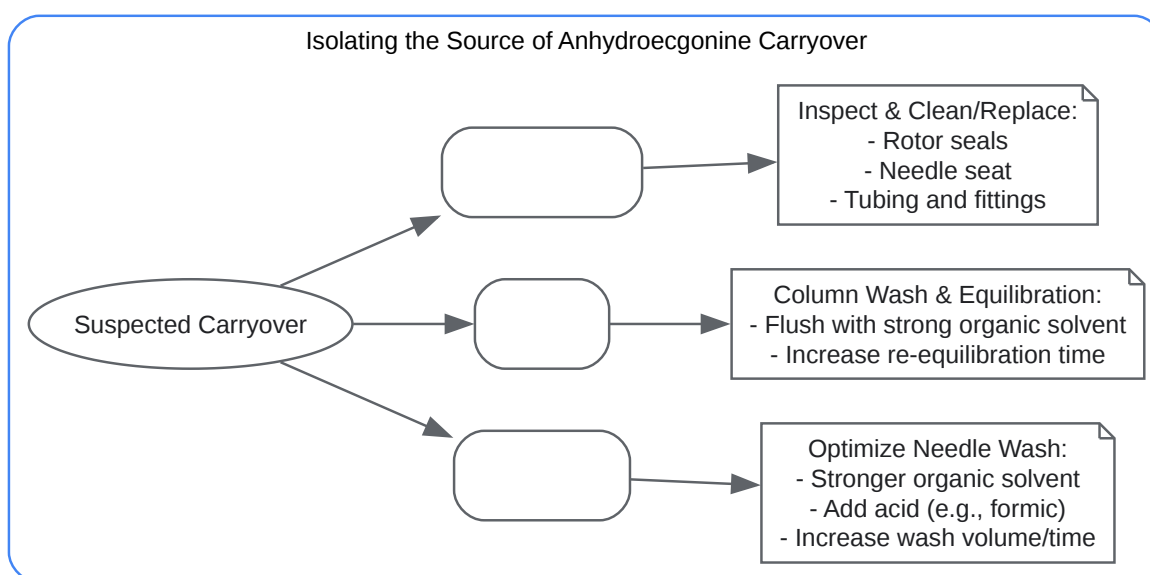 Isolating the Source of Anhydroecgonine Carryover
Inspect & Clean/Replace:
- Rotor seals
- Needle seat
- Tubing and fittings
Suspected Carryover
Column Wash & Equilibration:
- Flush with strong organic solvent
- Increase re-equilibration time
Optimize Needle Wash:
- Stronger organic solvent
- Add acid (e.g., formic)
- Increase wash volume/time